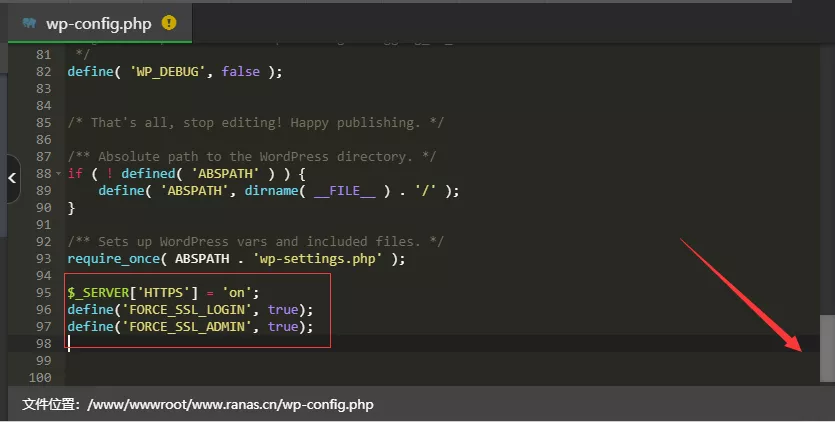 wp-config.php
81 */
82 define( 'WP_DEBUG', false );
83
84
85 /* That's all, stop editing! Happy publishing. */
86
87 /** Absolute path to the WordPress directory. */
88 if ( ! defined( 'ABSPATH' ) ) {
89 define( 'ABSPATH', dirname( __FILE__ ) . '/' );
90 }
91
92 /** Sets up WordPress vars and included files. */
93 require_once( ABSPATH . 'wp-settings.php' );
94
95 $_SERVER['HTTPS'] = 'on';
96 define('FORCE_SSL_LOGIN', true);
97 define('FORCE_SSL_ADMIN', true);
98
99
100
文件位置：/www/wwwroot/www.ranas.cn/wp-config.php